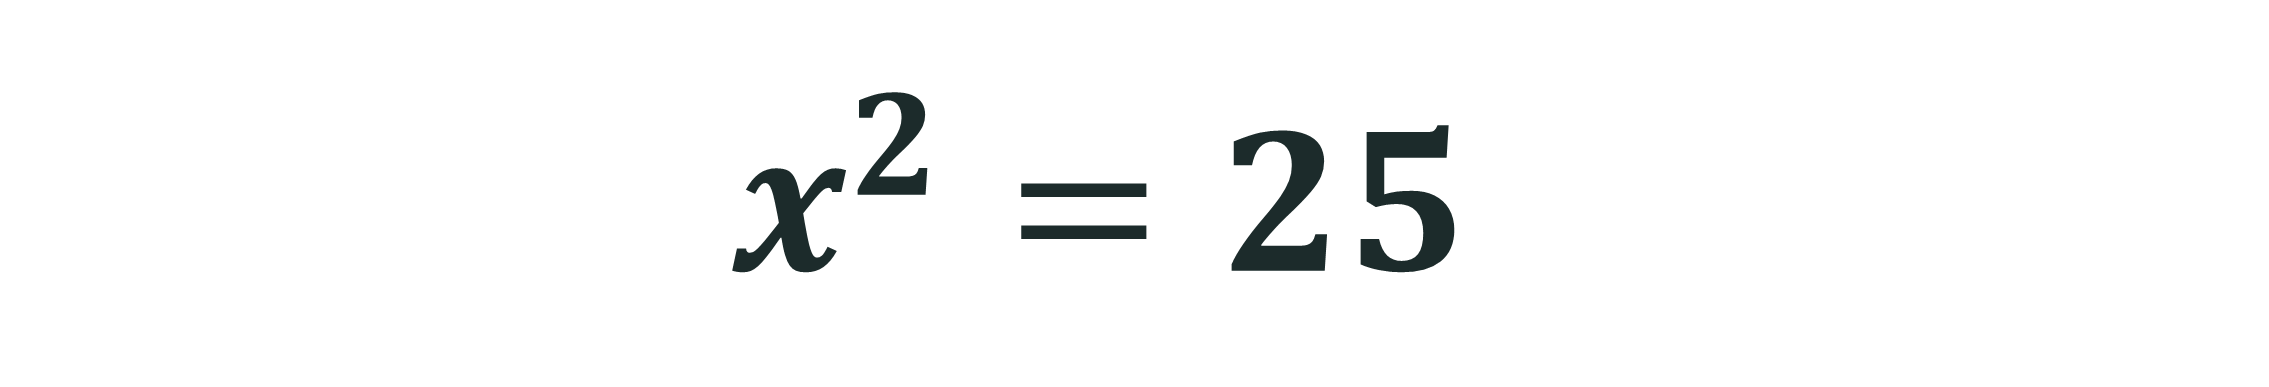 x² = 25